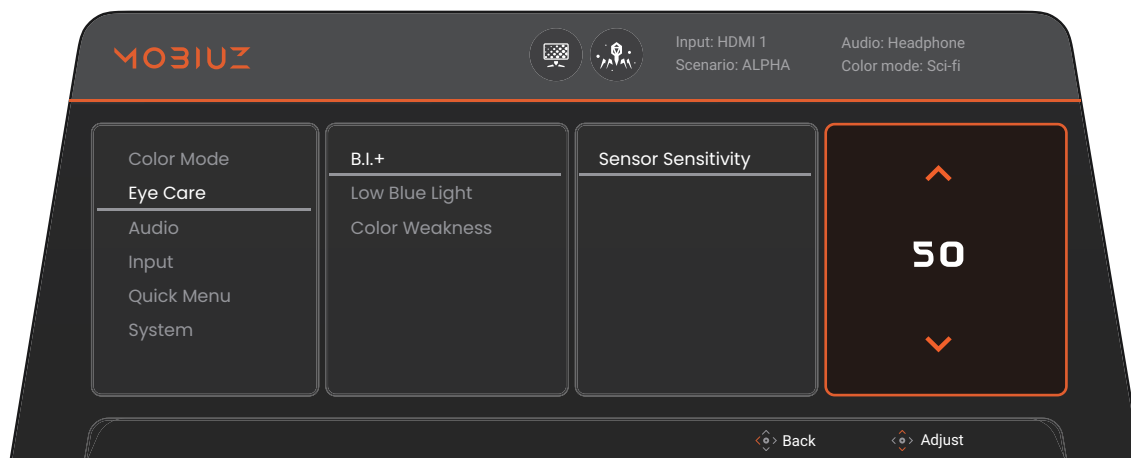 MOBIUZ
Input: HDMI 1
Scenario: ALPHA
Audio: Headphone
Color mode: Sci-fi
Color Mode
Eye Care
Audio
Input
Quick Menu
System
B.I.+
Low Blue Light
Color Weakness
Sensor Sensitivity
50
Back
Adjust